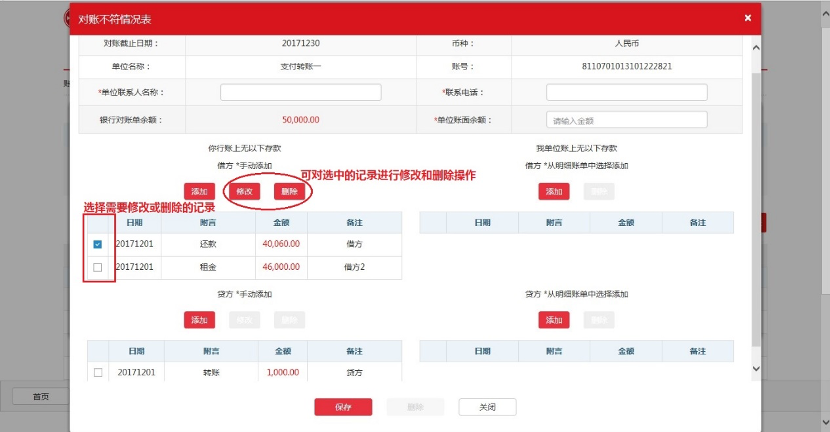 对账不符情况表 ×
对账截止日期： 20171230 币种： 人民币
单位名称： 支付转账一 账号： 8110701013101222821
*单位联系人名称： *联系电话：
银行对账单余额： 50,000.00 *单位账面余额： 请输入金额
你行账上无以下存款 我单位账上无以下存款
借方 *手动添加 借方 *从明细账单中选择添加
可对选中的记录进行修改和删除操作
添加 修改 删除 添加 删除
选择需要修改或删除的记录
日期 附言 金额 备注 日期 附言 金额 备注
20171201 还款 40,060.00 借方
20171201 租金 46,000.00 借方2
贷方 *手动添加 贷方 *从明细账单中选择添加
添加 修改 删除 添加 删除
日期 附言 金额 备注 日期 附言 金额 备注
20171201 转账 1,000.00 贷方
首页 保存 删除 关闭